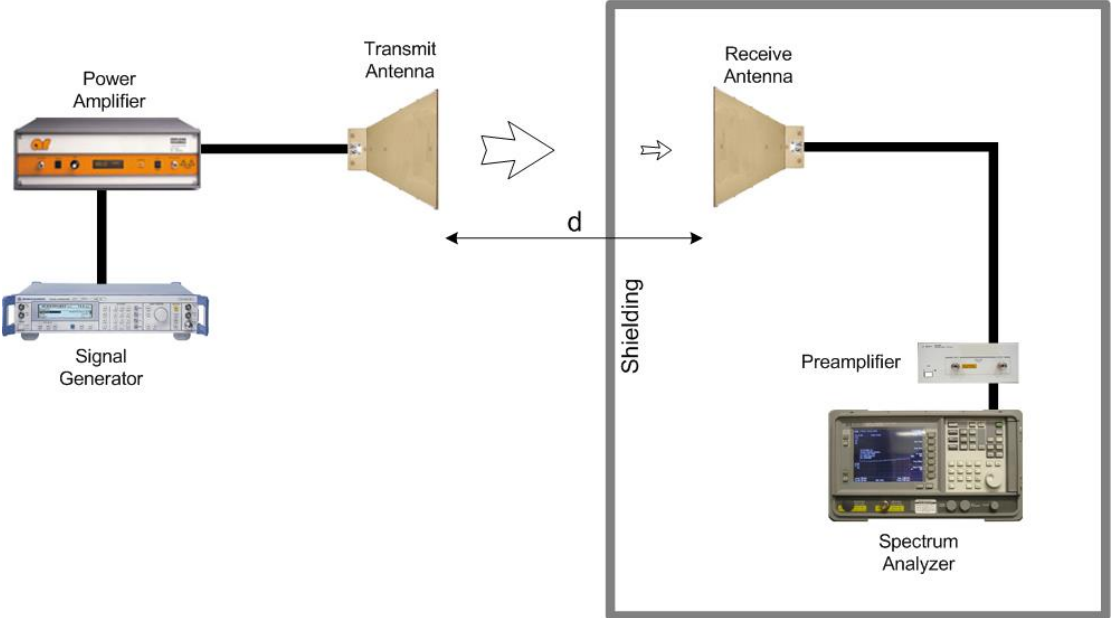 Transmit
Antenna
Receive
Antenna
Power
Amplifier
d
Shielding
Signal
Generator
Preamplifier
Spectrum
Analyzer